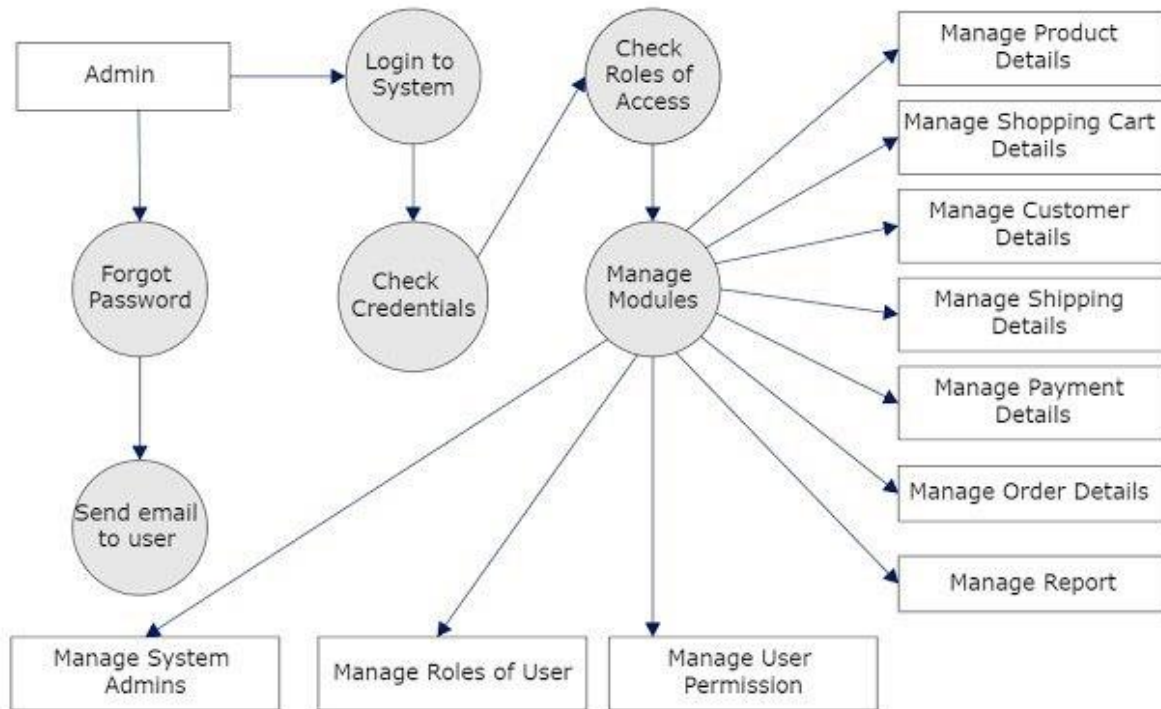 Admin
Login to
System
Check
Roles of
Access
Manage Product
Details
Manage Shopping Cart
Details
Manage Customer
Details
Forgot
Password
Check
Credentials
Manage
Modules
Manage Shipping
Details
Manage Payment
Details
Manage Order Details
Send email
to user
Manage Report
Manage System
Admins
Manage Roles of User
Manage User
Permission